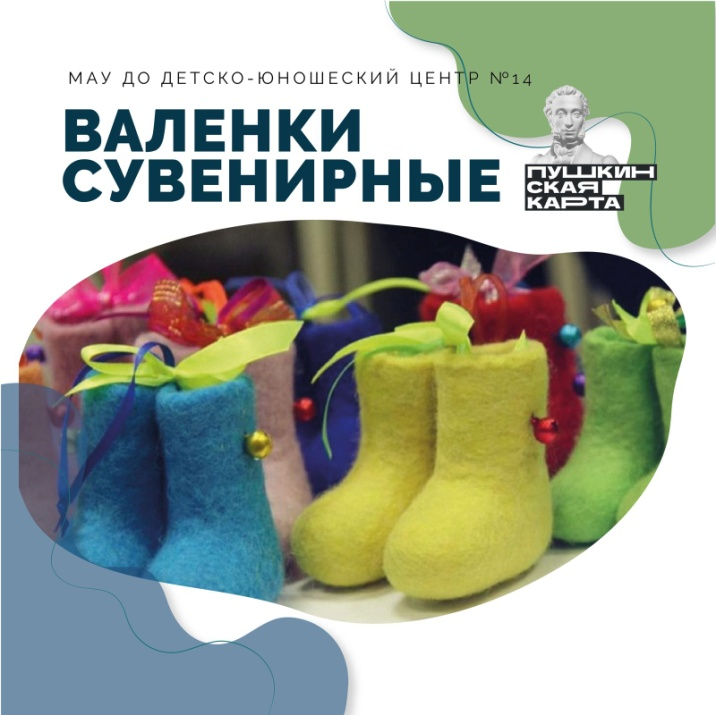 МАУ ДО ДЕТСКО-ЮНОШЕСКИЙ ЦЕНТР №14
ВАЛЕНКИ
СУВЕНИРНЫЕ
ПУШКИН
СКАЯ
КАРТА